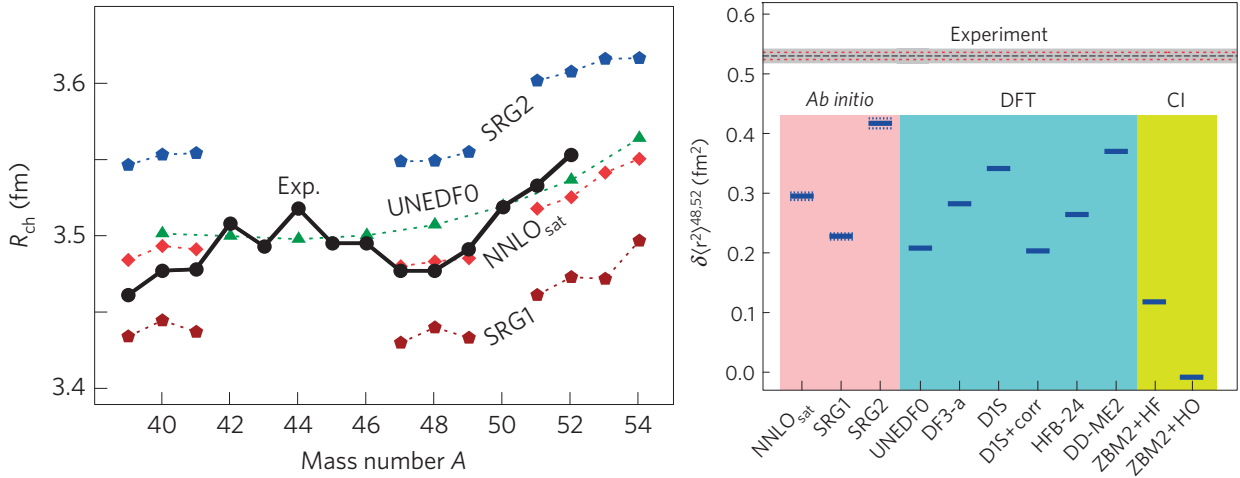 3.6
3.5
3.4
R_ch (fm)
SRG2
Exp.
UNEDF0
NNLO_sat
SRG1
40 42 44 46 48 50 52 54
Mass number A
0.6
0.5
0.4
0.3
0.2
0.1
0.0
δ⟨r²⟩^48,52 (fm²)
Experiment
Ab initio DFT CI
NNLO_sat
SRG1
SRG2
UNEDF0
DF3-a
D1S
D1S+corr
HFB-24
DD-ME2
ZBM2+HF
ZBM2+HO